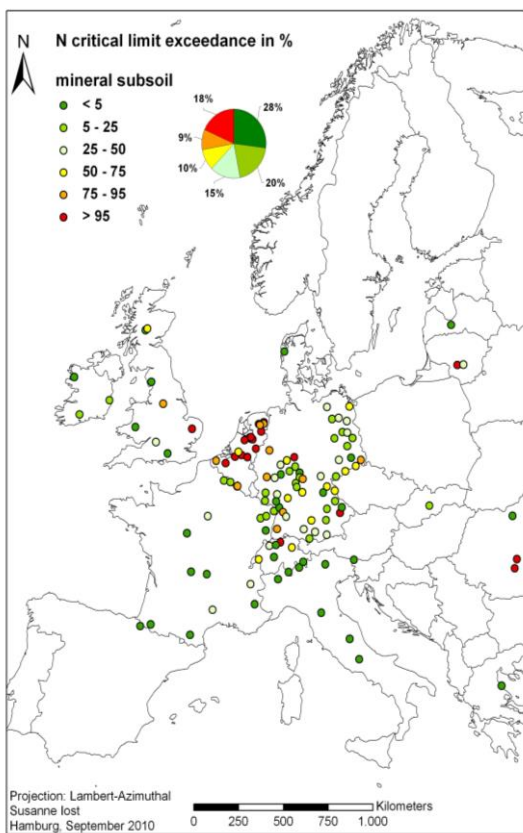 N
N critical limit exceedance in %
mineral subsoil
< 5
5 - 25
25 - 50
50 - 75
75 - 95
> 95
18%
28%
9%
10%
20%
15%
Projection: Lambert-Azimuthal
Susanne Iost
Hamburg, September 2010
Kilometers
0 250 500 750 1.000